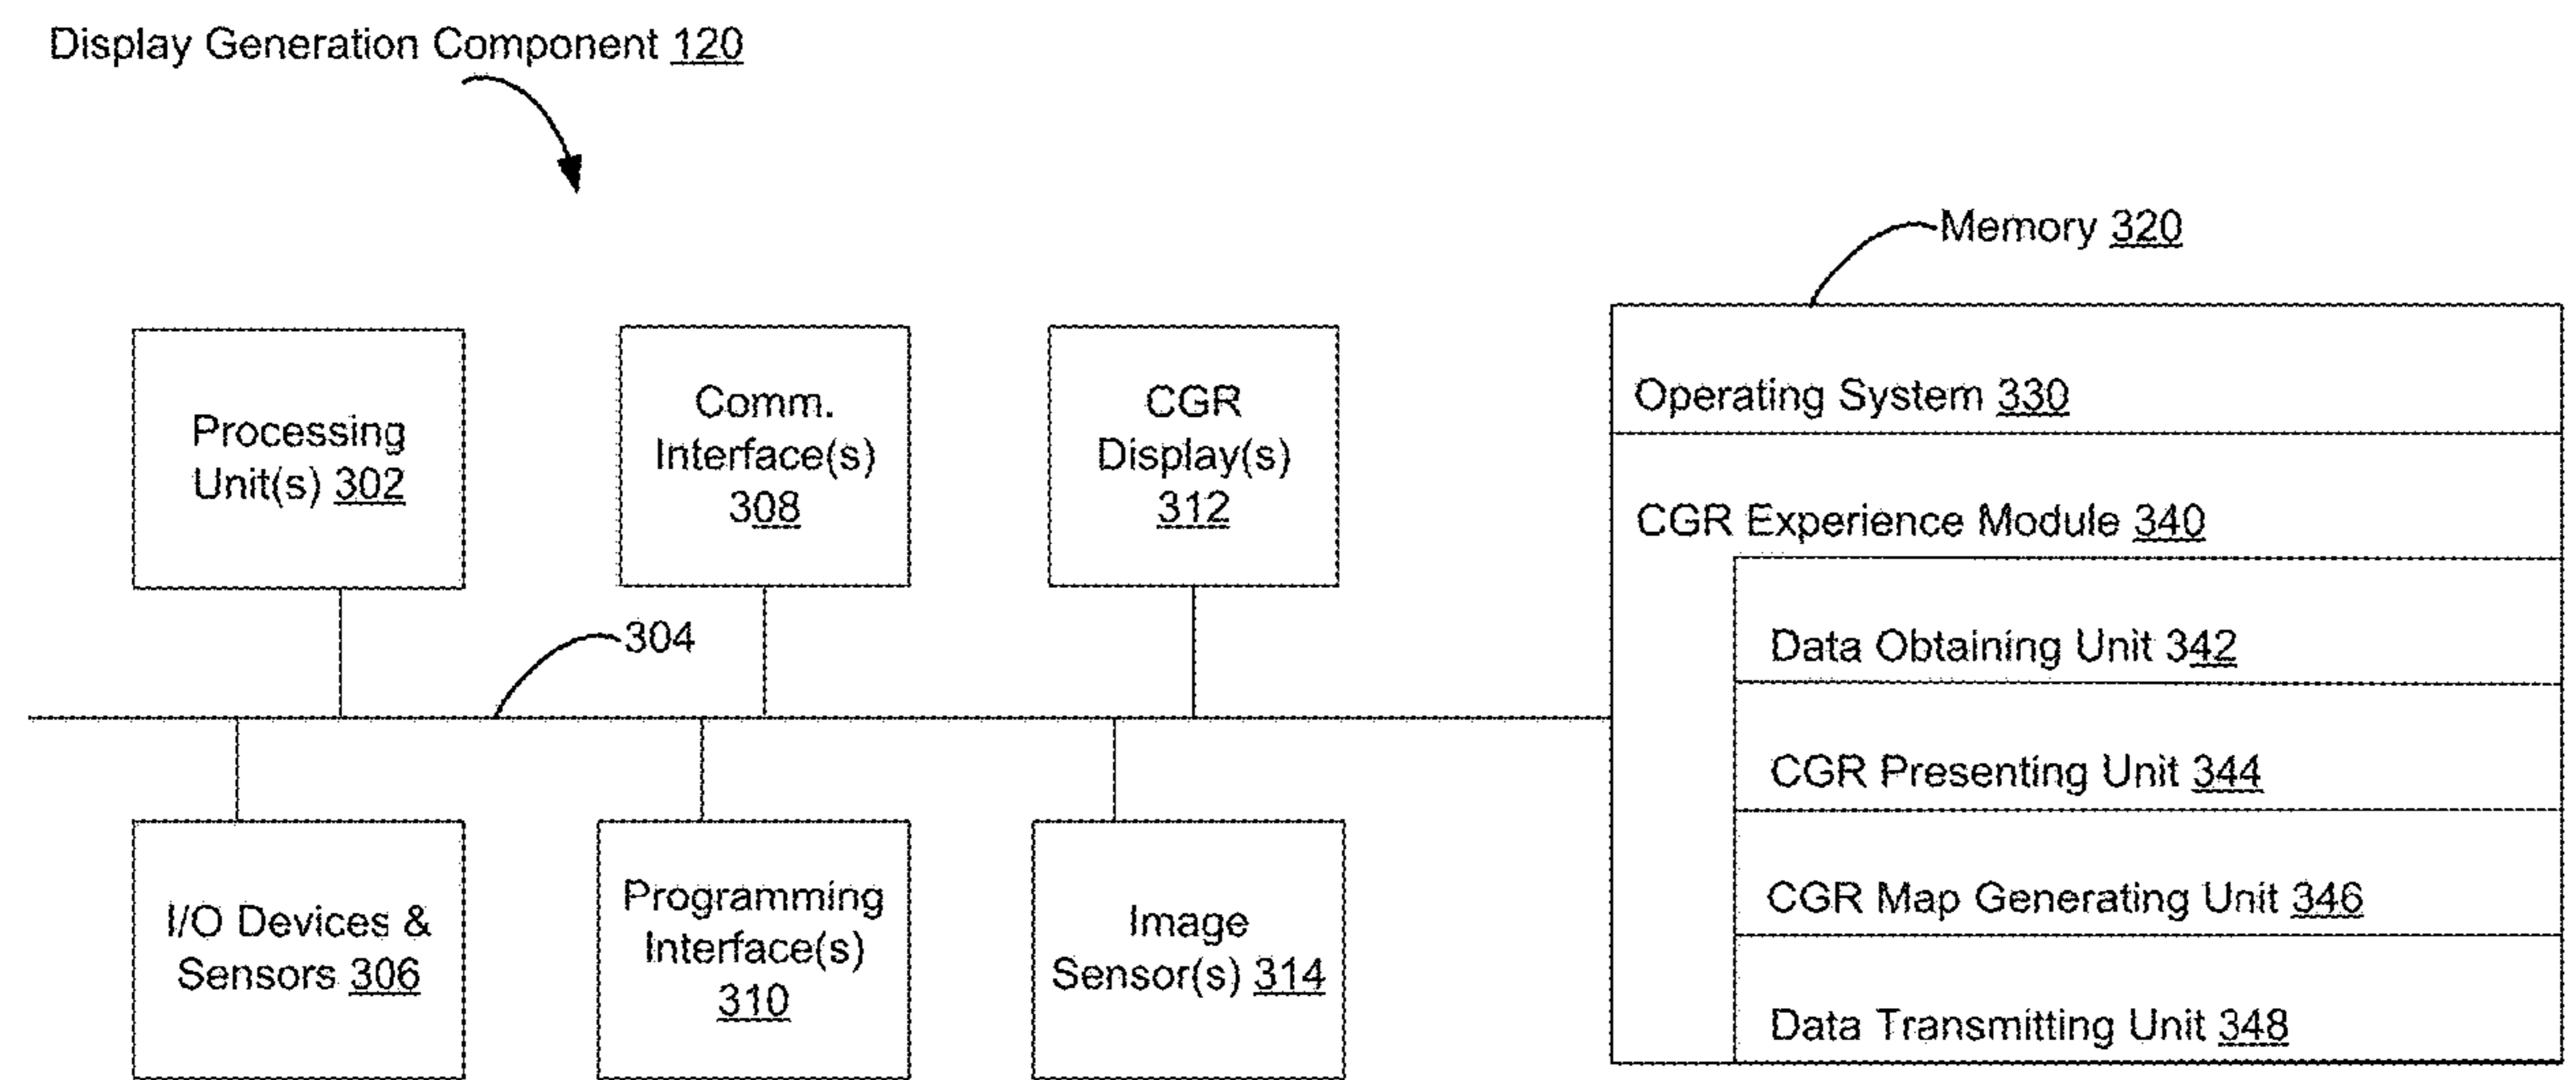 Display Generation Component 120
Memory 320
Processing
Unit(s) 302
Comm.
Interface(s)
308
CGR
Display(s)
312
304
I/O Devices &
Sensors 306
Programming
Interface(s)
310
Image
Sensor(s) 314
Operating System 330
CGR Experience Module 340
Data Obtaining Unit 342
CGR Presenting Unit 344
CGR Map Generating Unit 346
Data Transmitting Unit 348